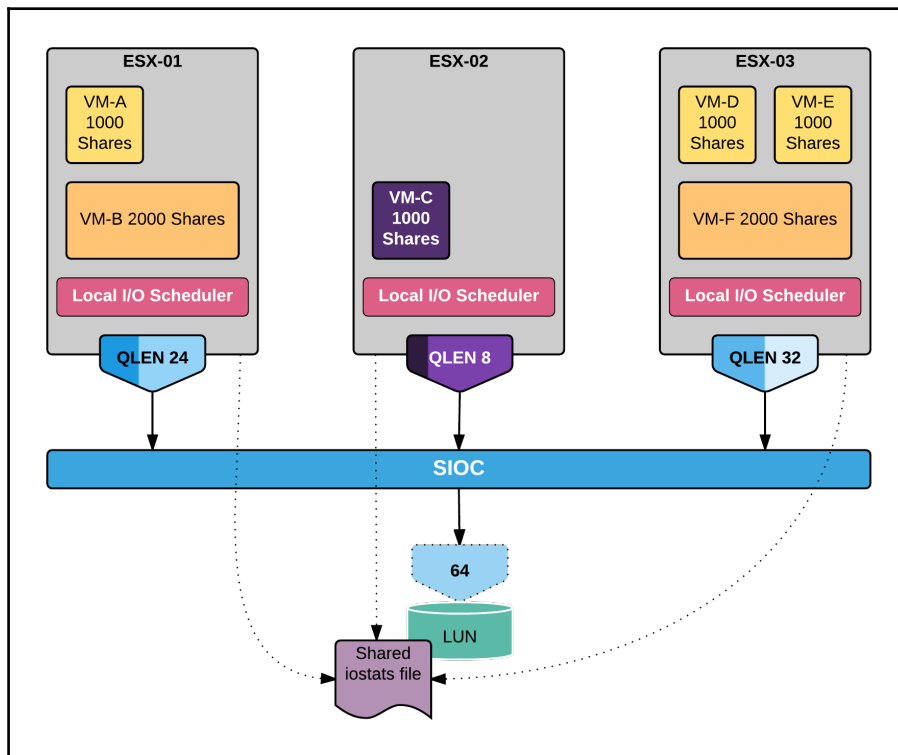 ESX-01
VM-A
1000
Shares
VM-B 2000 Shares
Local I/O Scheduler
QLEN 24
ESX-02
VM-C
1000
Shares
Local I/O Scheduler
QLEN 8
ESX-03
VM-D
1000
Shares
VM-E
1000
Shares
VM-F 2000 Shares
Local I/O Scheduler
QLEN 32
SIOC
64
LUN
Shared
iostats file